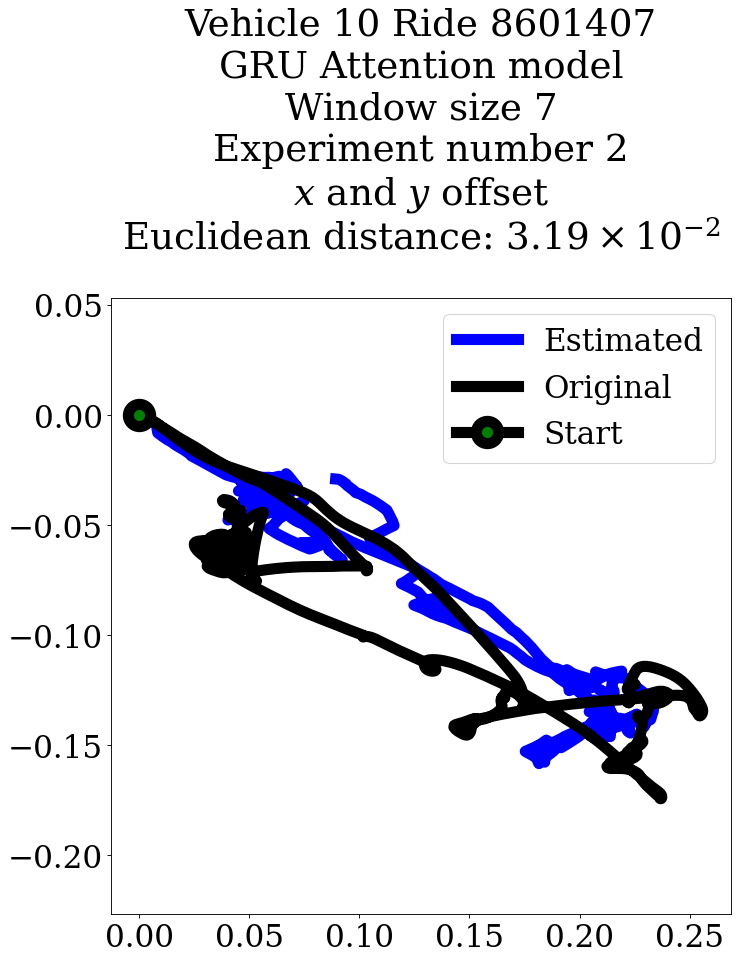 Vehicle 10 Ride 8601407
GRU Attention model
Window size 7
Experiment number 2
x and y offset
Euclidean distance: 3.19 × 10⁻²
0.05
0.00
−0.05
−0.10
−0.15
−0.20
Estimated
Original
Start
0.00 0.05 0.10 0.15 0.20 0.25